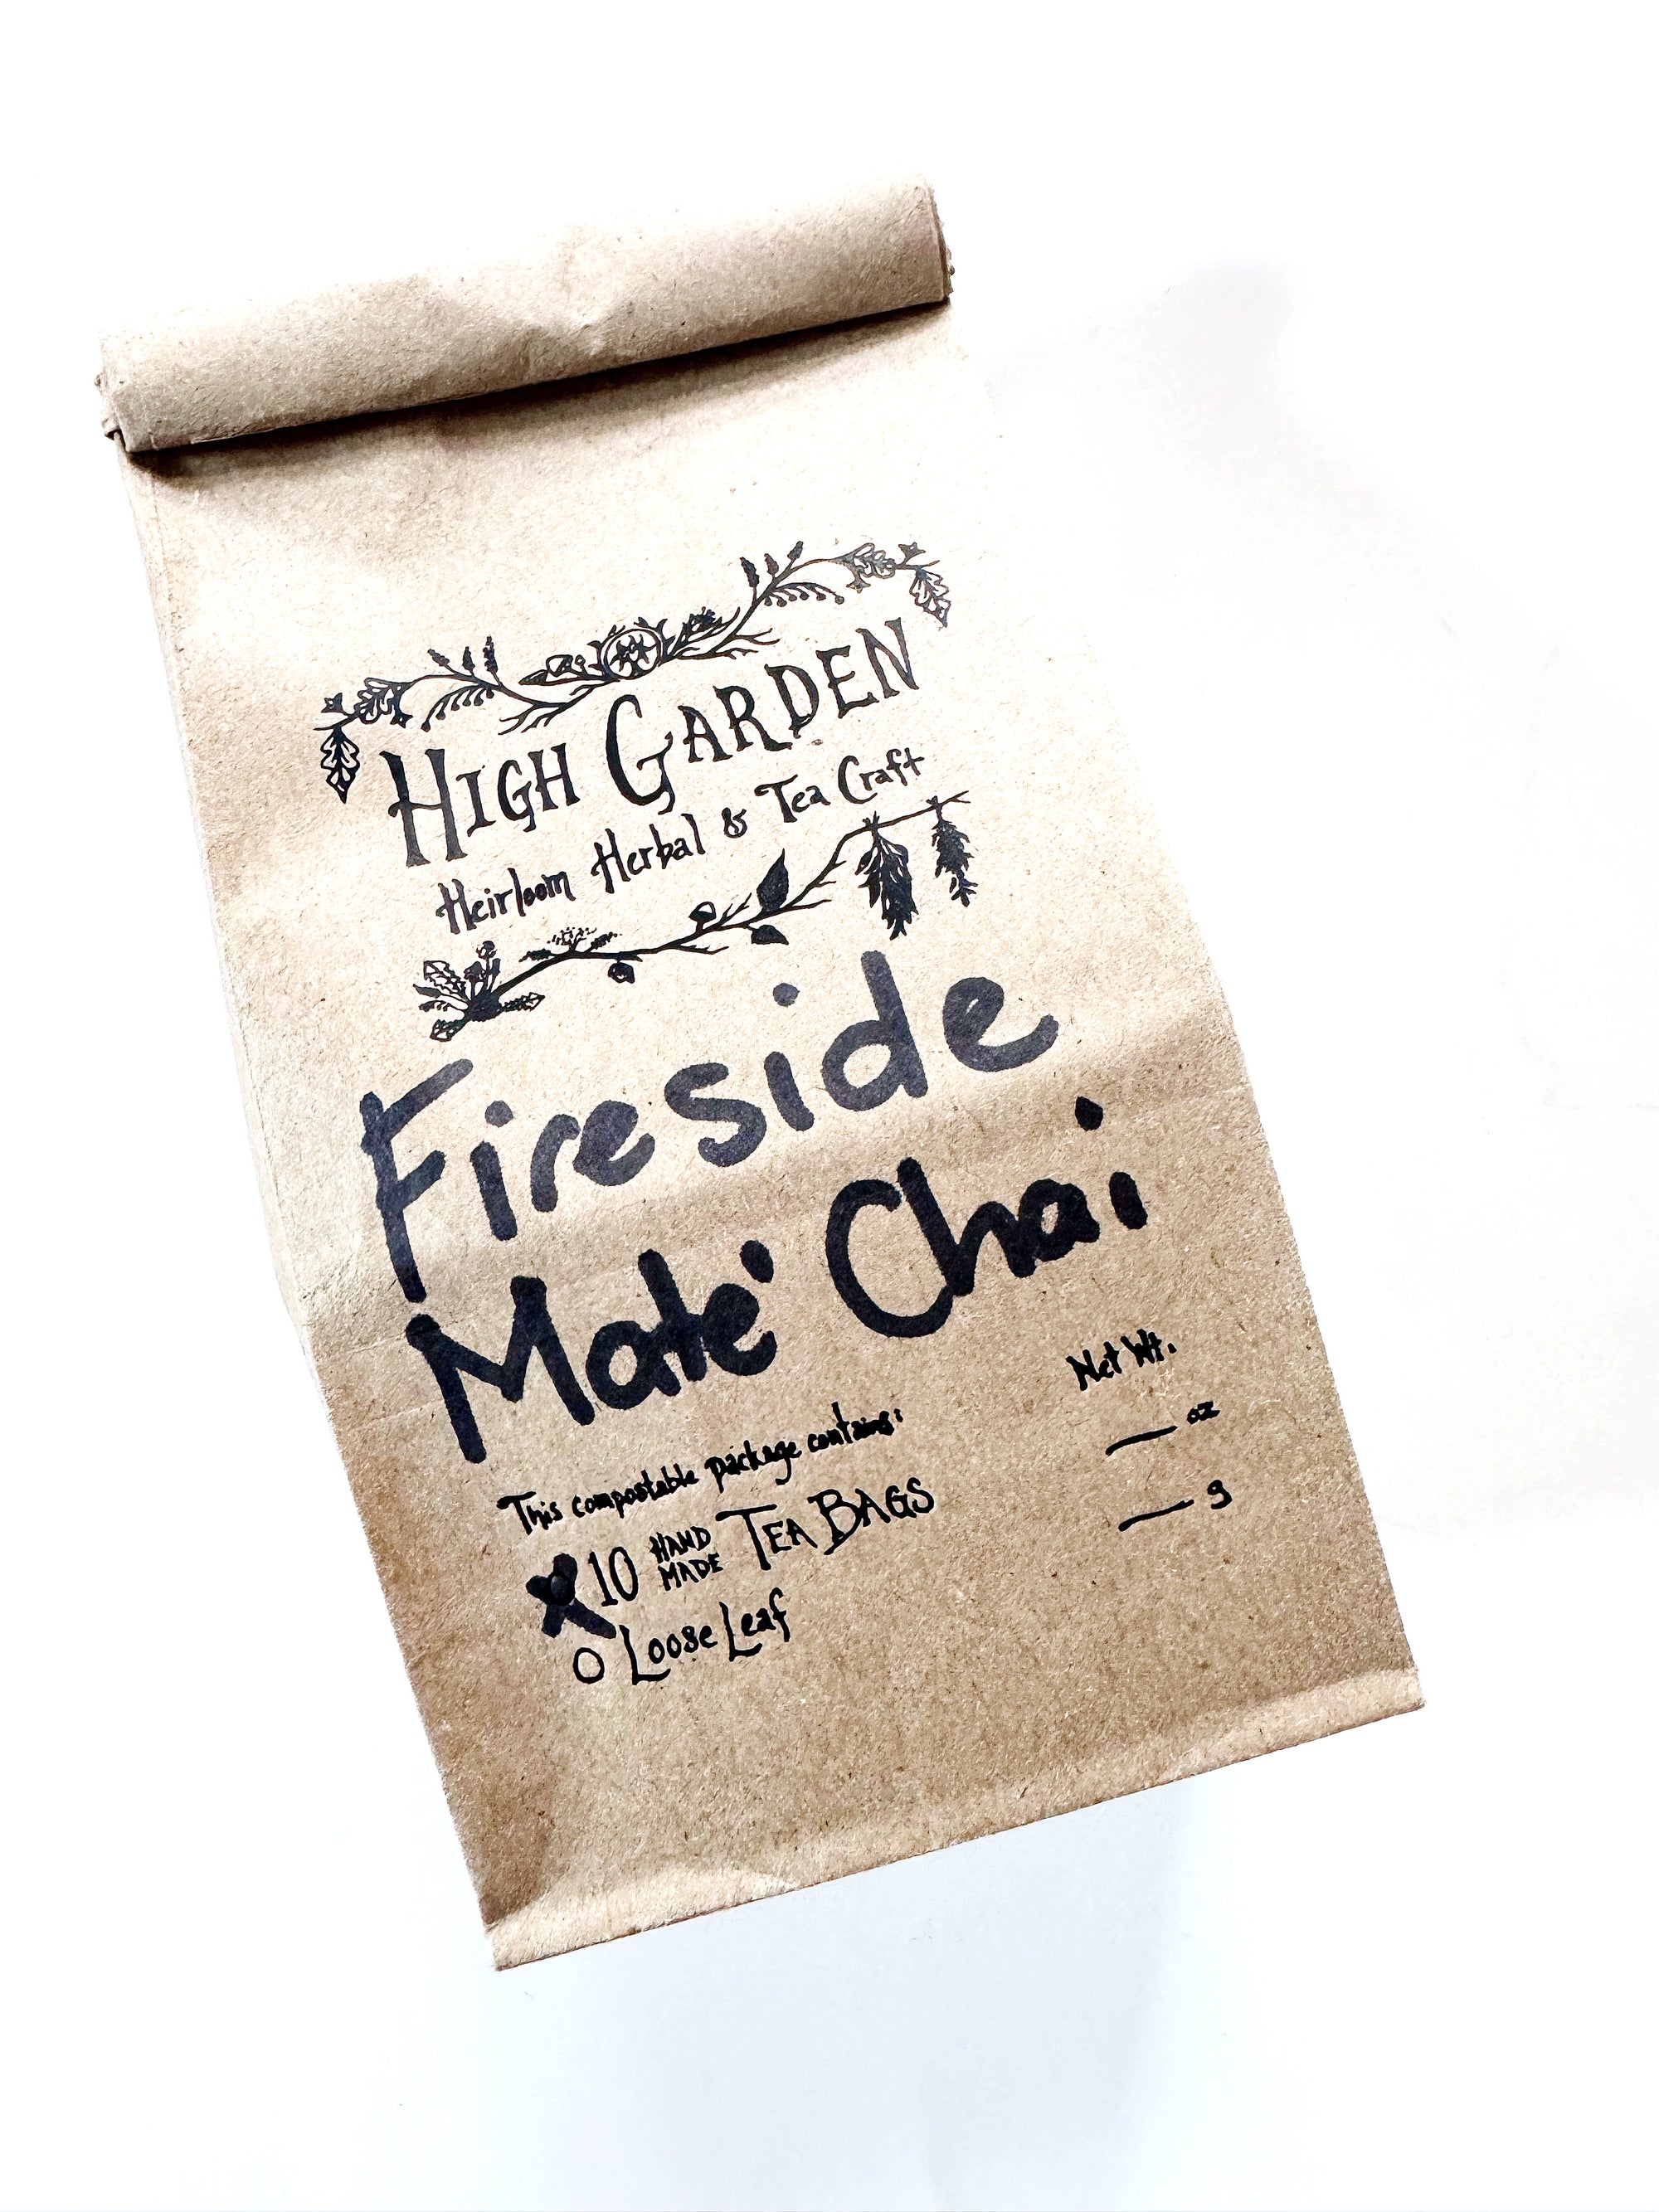 HIGH GARDEN
Heirloom Herbal & Tea Craft
Fireside
Mate' Chai
Net Wt.
oz
g
This compostable package contains:
10 HAND MADE TEA BAGS
Loose Leaf